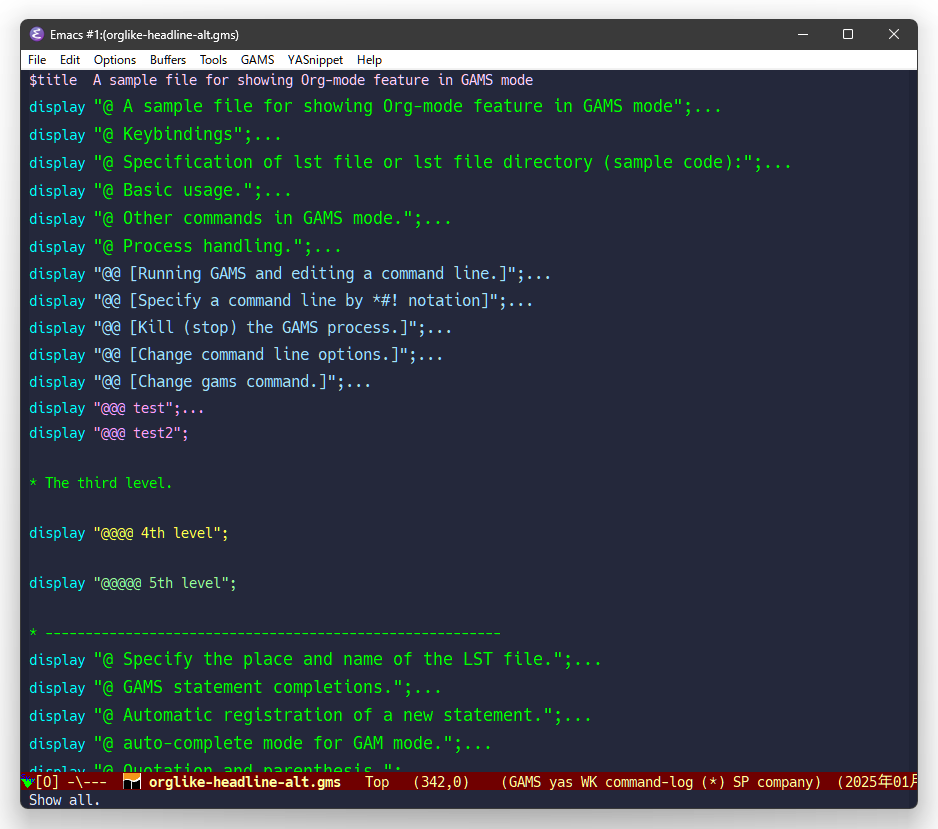 Emacs #1:(orglike-headline-alt.gms)
File Edit Options Buffers Tools GAMS YASnippet Help
$title  A sample file for showing Org-mode feature in GAMS mode
display "@ A sample file for showing Org-mode feature in GAMS mode";...
display "@ Keybindings";...
display "@ Specification of lst file or lst file directory (sample code):";...
display "@ Basic usage.";...
display "@ Other commands in GAMS mode.";...
display "@ Process handling.";...
display "@@ [Running GAMS and editing a command line.]";...
display "@@ [Specify a command line by *#! notation]";...
display "@@ [Kill (stop) the GAMS process.]";...
display "@@ [Change command line options.]";...
display "@@ [Change gams command.]";...
display "@@@ test";...
display "@@@ test2";
* The third level.
display "@@@@ 4th level";
display "@@@@@ 5th level";
* ---------------------------------------------------------
display "@ Specify the place and name of the LST file.";...
display "@ GAMS statement completions.";...
display "@ Automatic registration of a new statement.";...
display "@ auto-complete mode for GAM mode.";...
display "@ Quotation and parenthesis.";
[O] -\--- orglike-headline-alt.gms Top (342,0) (GAMS yas WK command-log (*) SP company) (2025年01月
Show all.